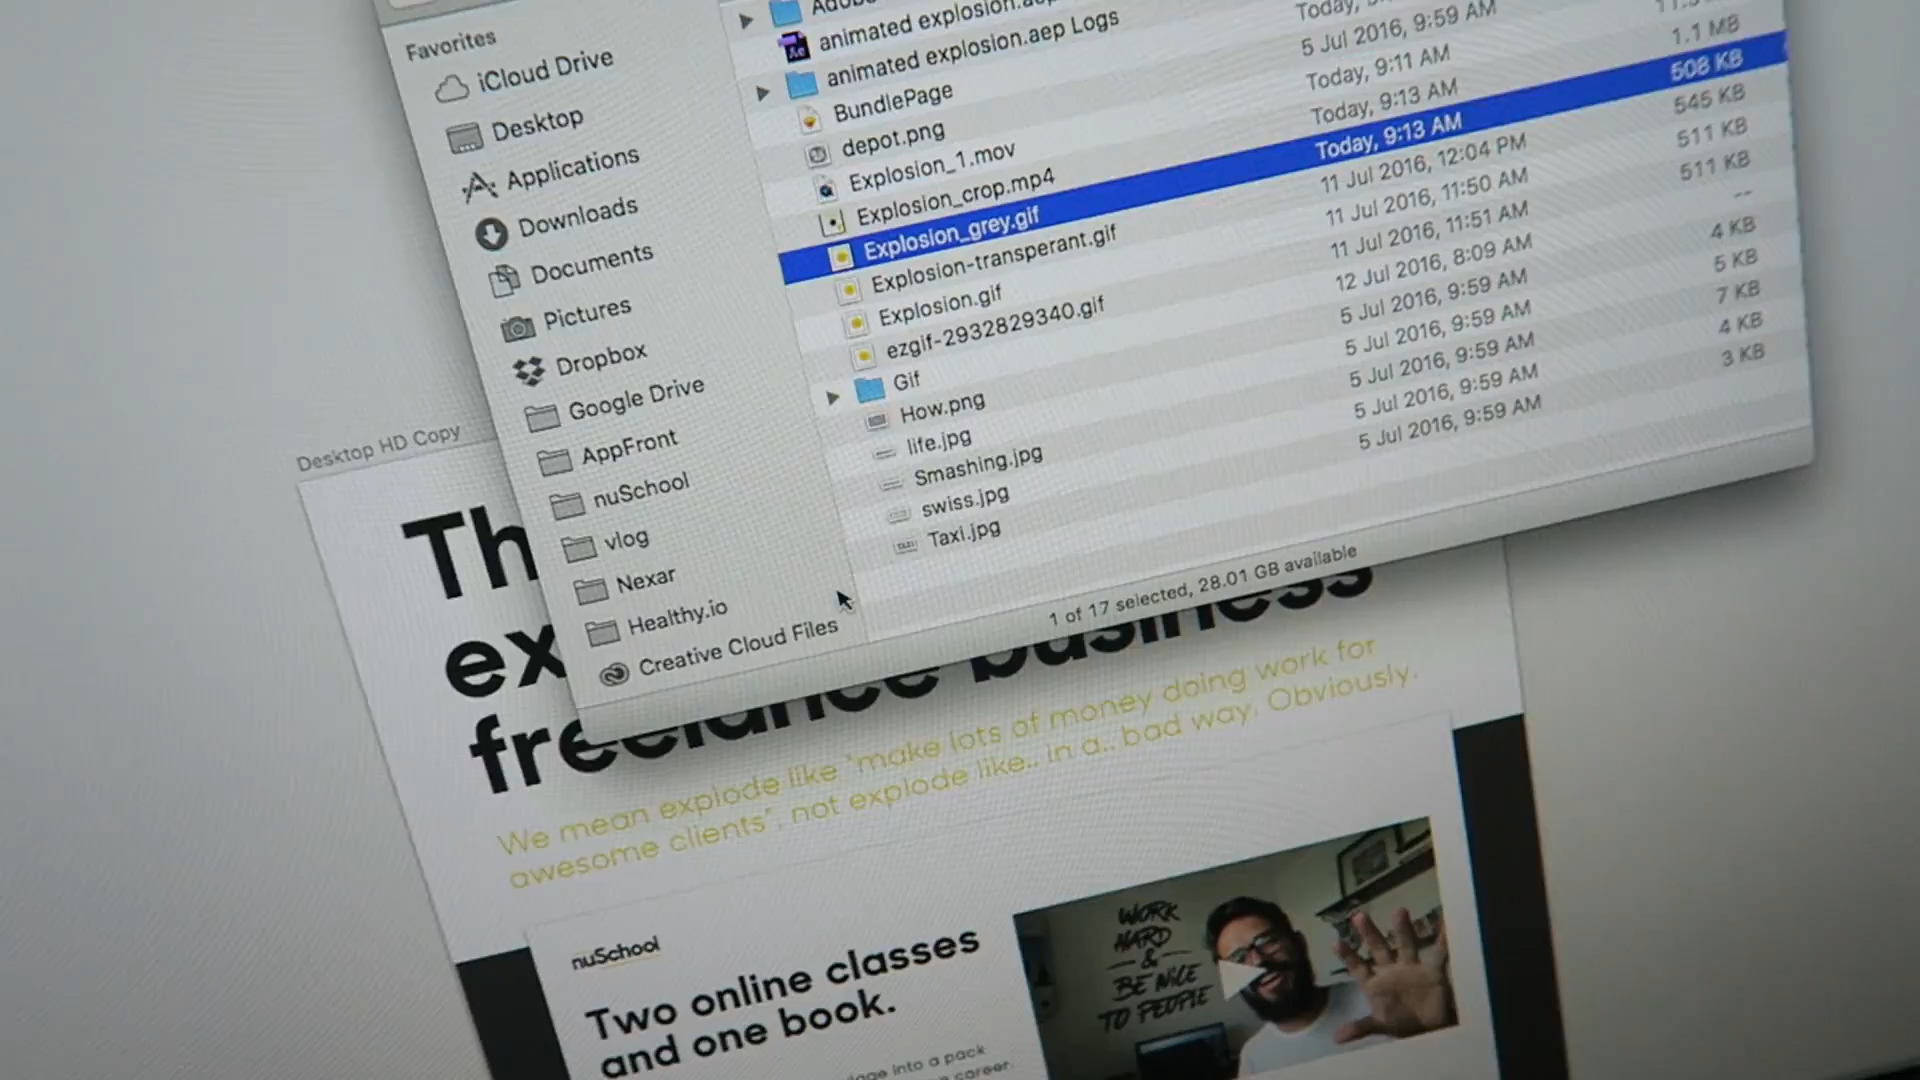 Favorites
iCloud Drive
Desktop
Applications
Downloads
Documents
Pictures
Dropbox
Google Drive
AppFront
nuSchool
vlog
Nexar
Healthy.io
Creative Cloud Files
animated explosion.aep
animated explosion.aep Logs
BundlePage
depot.png
Explosion_1.mov
Explosion_crop.mp4
Explosion_grey.gif
Explosion-transperant.gif
Explosion.gif
ezgif-2932829340.gif
Gif
How.png
life.jpg
Smashing.jpg
swiss.jpg
Taxi.jpg
Today,
5 Jul 2016, 9:59 AM
Today, 9:11 AM
Today, 9:13 AM
Today, 9:13 AM
11 Jul 2016, 12:04 PM
11 Jul 2016, 11:50 AM
11 Jul 2016, 11:51 AM
12 Jul 2016, 8:09 AM
5 Jul 2016, 9:59 AM
5 Jul 2016, 9:59 AM
5 Jul 2016, 9:59 AM
5 Jul 2016, 9:59 AM
5 Jul 2016, 9:59 AM
1.1 MB
508 KB
545 KB
511 KB
511 KB
--
4 KB
5 KB
7 KB
4 KB
3 KB
1 of 17 selected, 28.01 GB available
Desktop HD Copy
Th
ex
freelance business
We mean explode like "make lots of money doing work for
awesome clients", not explode like.. in a.. bad way. Obviously.
nuSchool
Two online classes
and one book.
into a pack
career.
WORK
HARD
&
BE NICE
TO PEOPLE